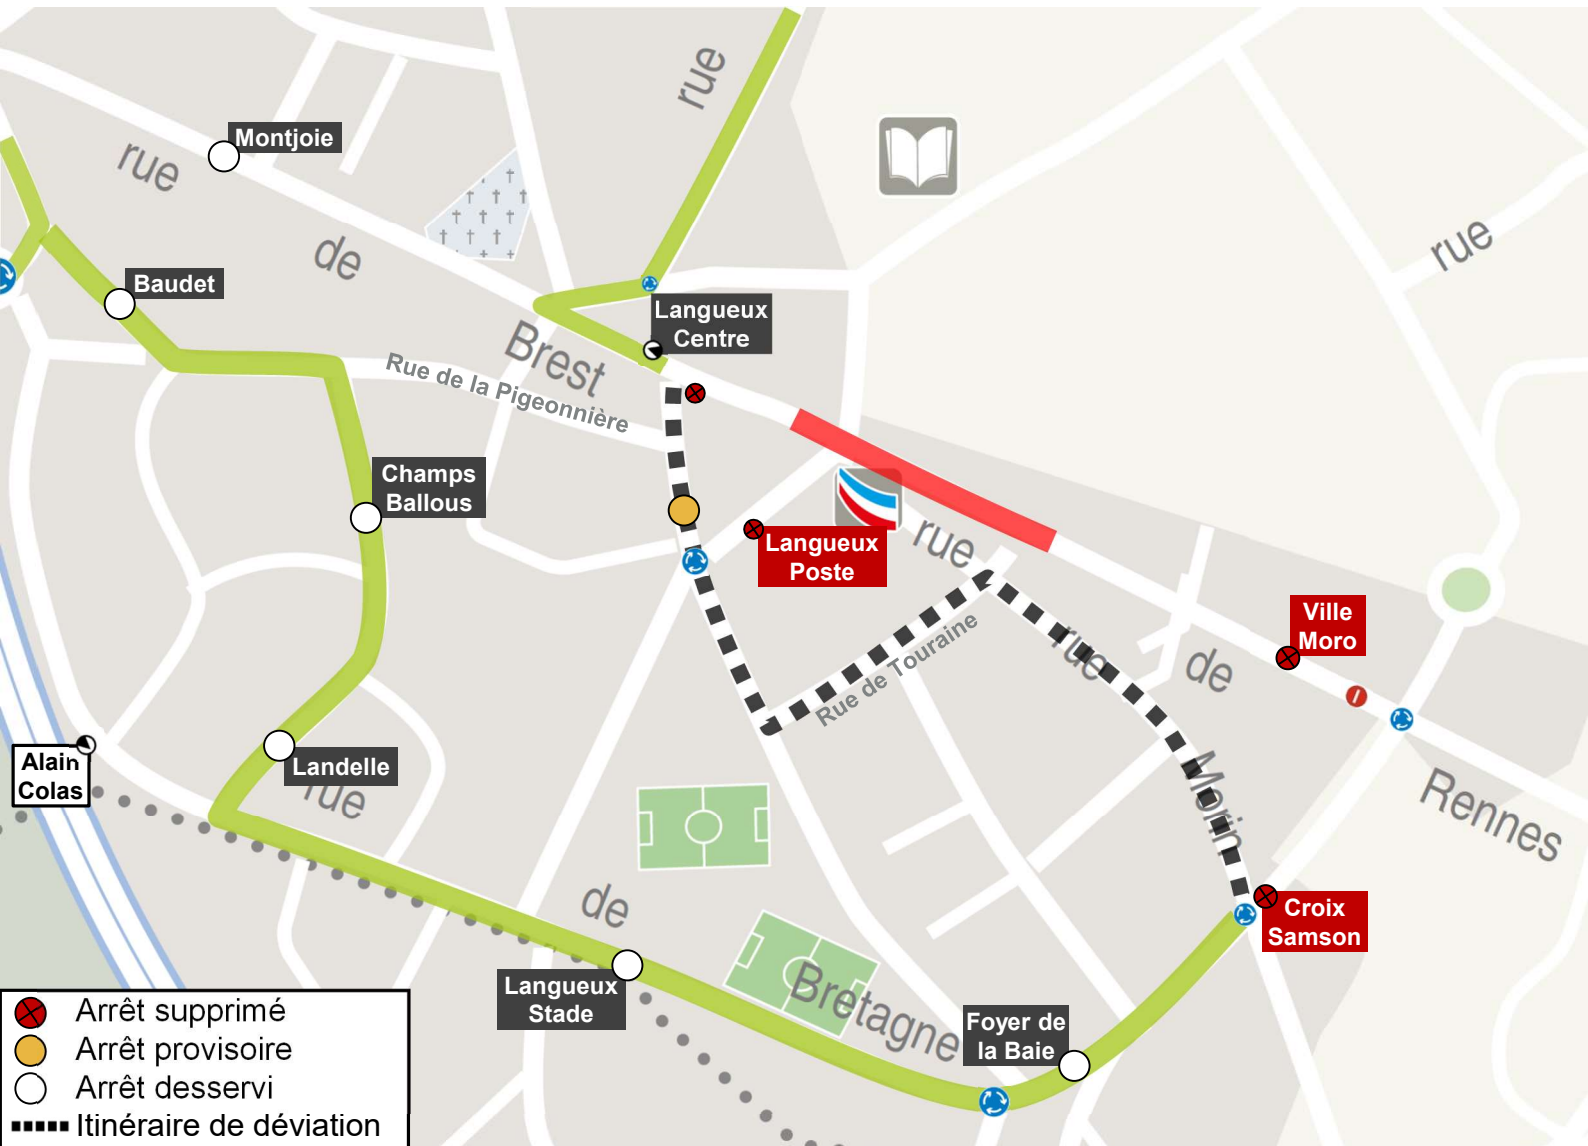 rue
Montjoie
rue
de
Baudet
Langueux
Centre
rue
Brest
Rue de la Pigeonnière
Champs
Ballous
rue
Langueux
Poste
Ville
Moro
rue
de
Rue de Touraine
Alain
Colas
Landelle
rue
Morin
Rennes
de
Croix
Samson
Langueux
Stade
Bretagne
Foyer de
la Baie
Arrêt supprimé
Arrêt provisoire
Arrêt desservi
Itinéraire de déviation